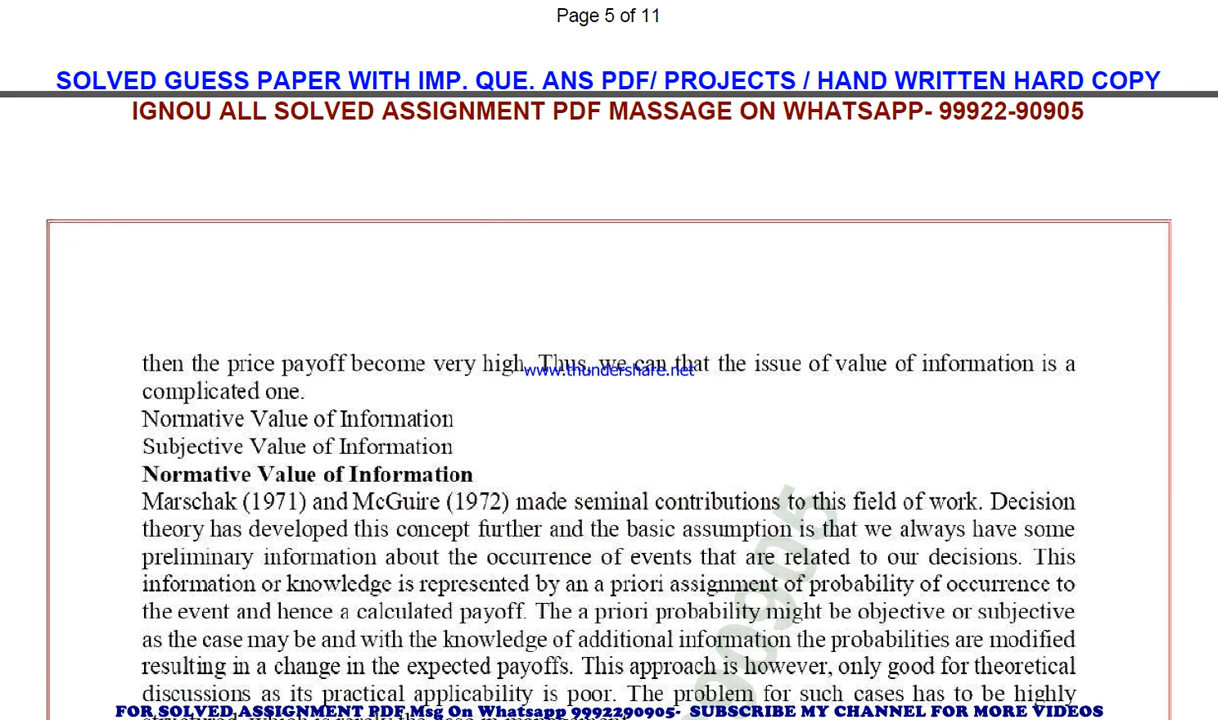 Page 5 of 11
SOLVED GUESS PAPER WITH IMP. QUE. ANS PDF/ PROJECTS / HAND WRITTEN HARD COPY
IGNOU ALL SOLVED ASSIGNMENT PDF MASSAGE ON WHATSAPP- 99922-90905
then the price payoff become very high. Thus, we can that the issue of value of information is a
www.thundershare.net
complicated one.
Normative Value of Information
Subjective Value of Information
Normative Value of Information
Marschak (1971) and McGuire (1972) made seminal contributions to this field of work. Decision
theory has developed this concept further and the basic assumption is that we always have some
preliminary information about the occurrence of events that are related to our decisions. This
information or knowledge is represented by an a priori assignment of probability of occurrence to
the event and hence a calculated payoff. The a priori probability might be objective or subjective
as the case may be and with the knowledge of additional information the probabilities are modified
resulting in a change in the expected payoffs. This approach is however, only good for theoretical
discussions as its practical applicability is poor. The problem for such cases has to be highly
FOR SOLVED ASSIGNMENT PDF Msg On Whatsapp 9992290905- SUBSCRIBE MY CHANNEL FOR MORE VIDEOS